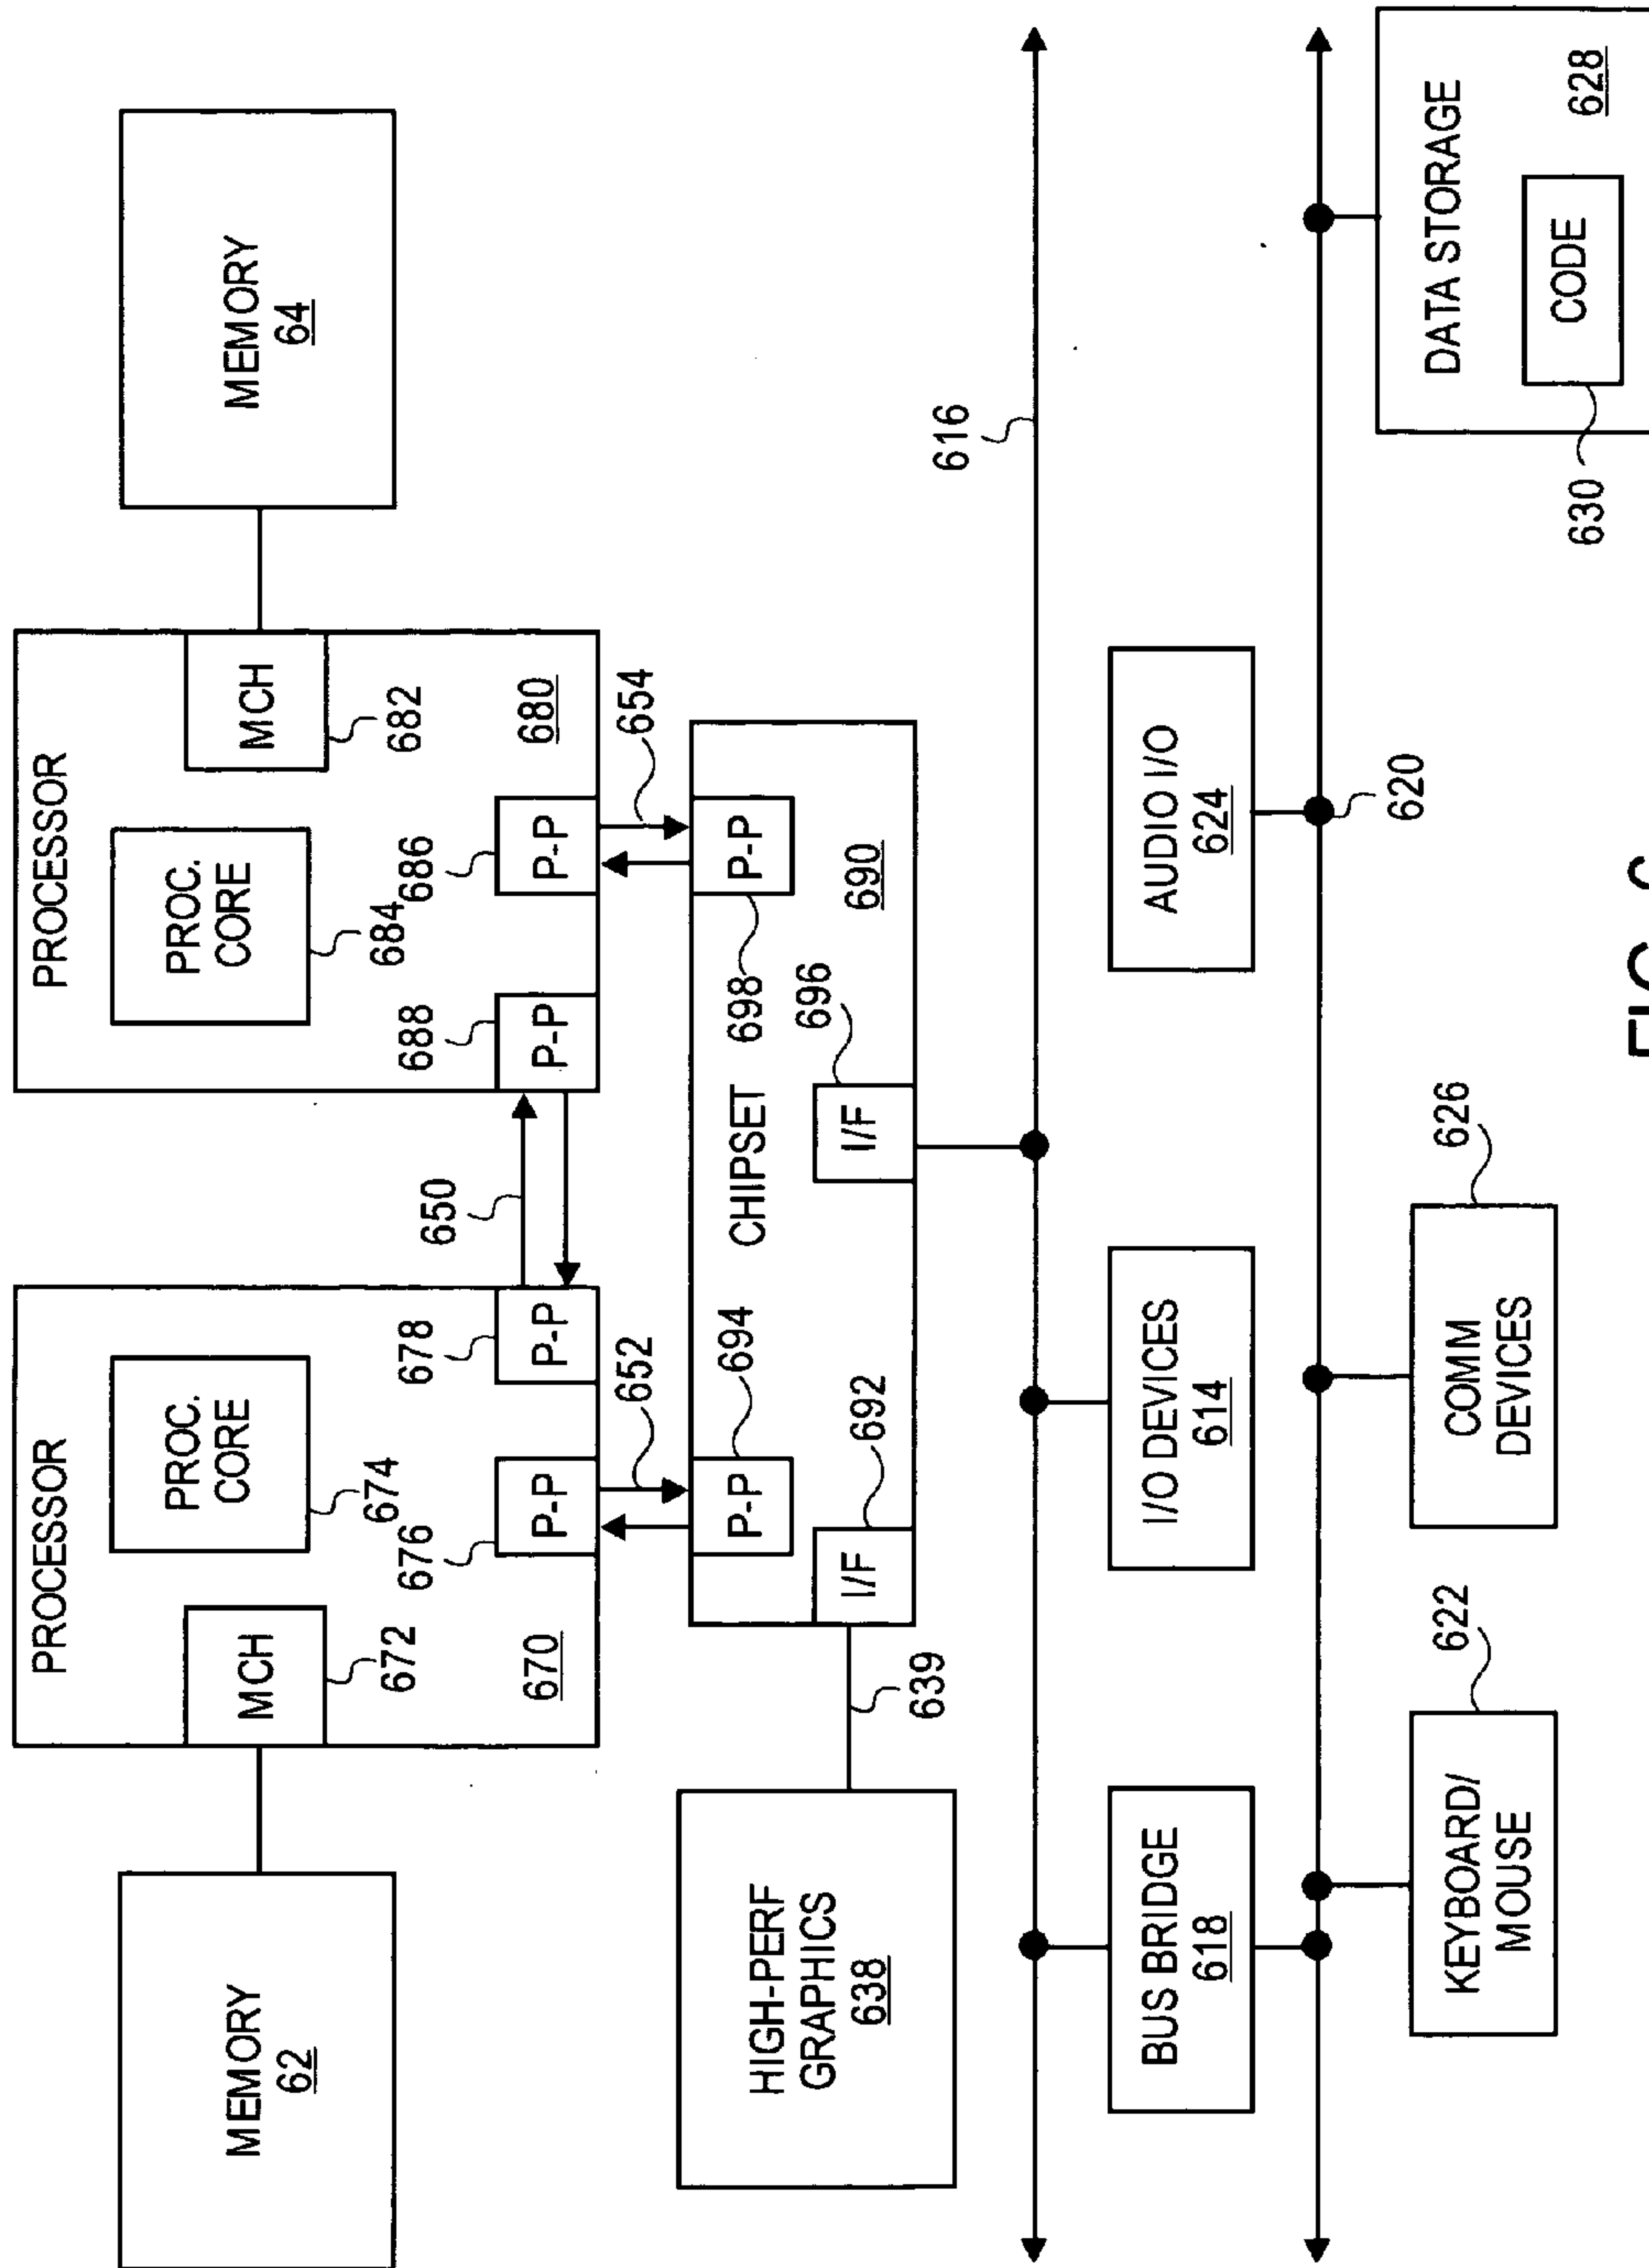 PROCESSOR
PROCESSOR
MEMORY
62
MCH
672
PROC.
CORE
674
670
676
P-P
678
P-P
650
688
P-P
PROC.
CORE
684
686
P-P
MCH
682
680
MEMORY
64
652
654
HIGH-PERF
GRAPHICS
638
639
I/F
692
P-P
694
CHIPSET
I/F
696
698
P-P
690
616
BUS BRIDGE
618
I/O DEVICES
614
AUDIO I/O
624
620
KEYBOARD/
MOUSE
622
COMM
DEVICES
626
DATA STORAGE
628
CODE
630